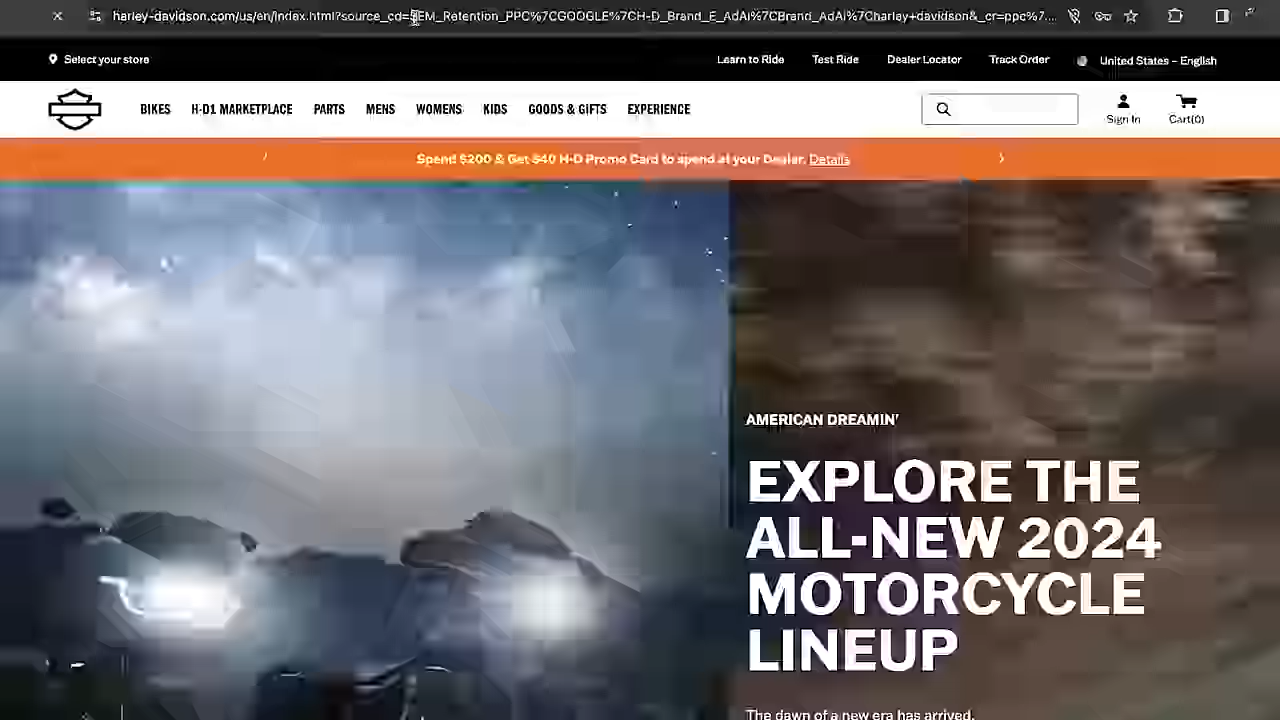 harley-davidson.com/us/en/index.html?source_cd=SEM_Retention_PPC%7CGOOGLE%7CH-D_Brand_E_AdAi%7CBrand_AdAi%7Charley+davidson&_cr=ppc%7....
Select your store
Learn to Ride
Test Ride
Dealer Locator
Track Order
United States – English
BIKES
H-D1 MARKETPLACE
PARTS
MENS
WOMENS
KIDS
GOODS & GIFTS
EXPERIENCE
Sign In
Cart(0)
Spend $200 & Get $40 H-D Promo Card to spend at your Dealer. Details
AMERICAN DREAMIN'
EXPLORE THE
ALL-NEW 2024
MOTORCYCLE
LINEUP
The dawn of a new era has arrived.